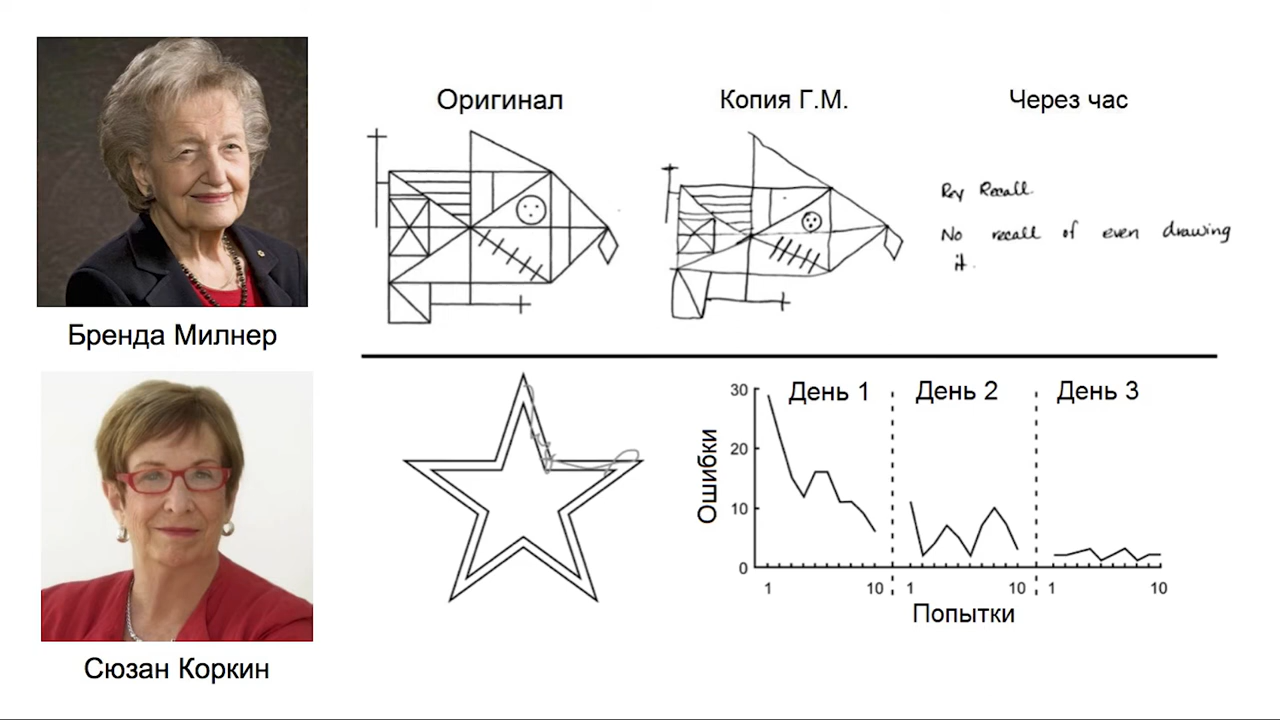 Оригинал
Копия Г.М.
Через час
Rey Recall.
No recall of even drawing
it.
Бренда Милнер
30
20
10
0
День 1
День 2
День 3
Ошибки
1
10
1
10
1
10
Попытки
Сюзан Коркин